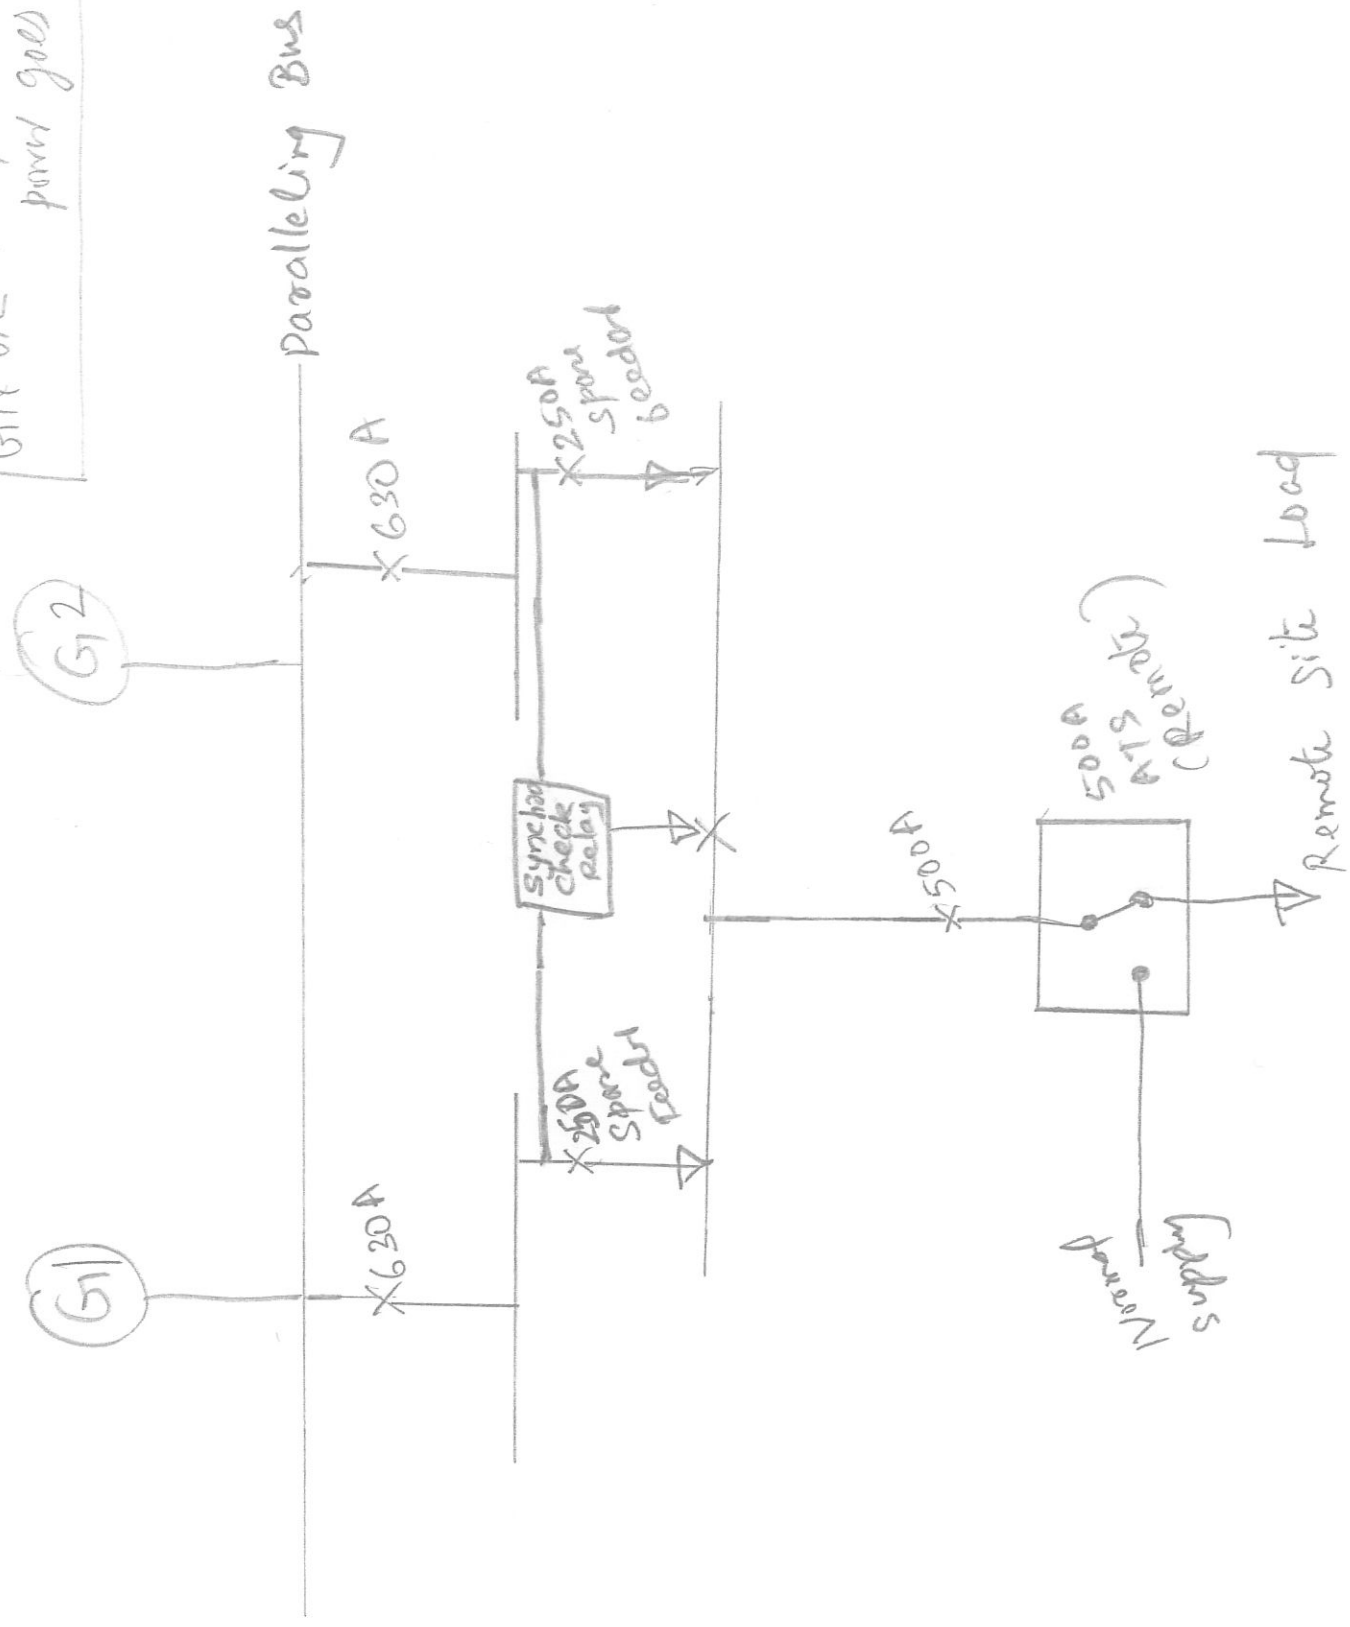 power goes
G1
G2
Paralleling Bus
630A
630 A
Synchro
check
Relay
250A
Spare
Feeder
250A
Spare
feeder
500A
500A
ATS
(Remote)
Normal
Supply
Remote Site Load